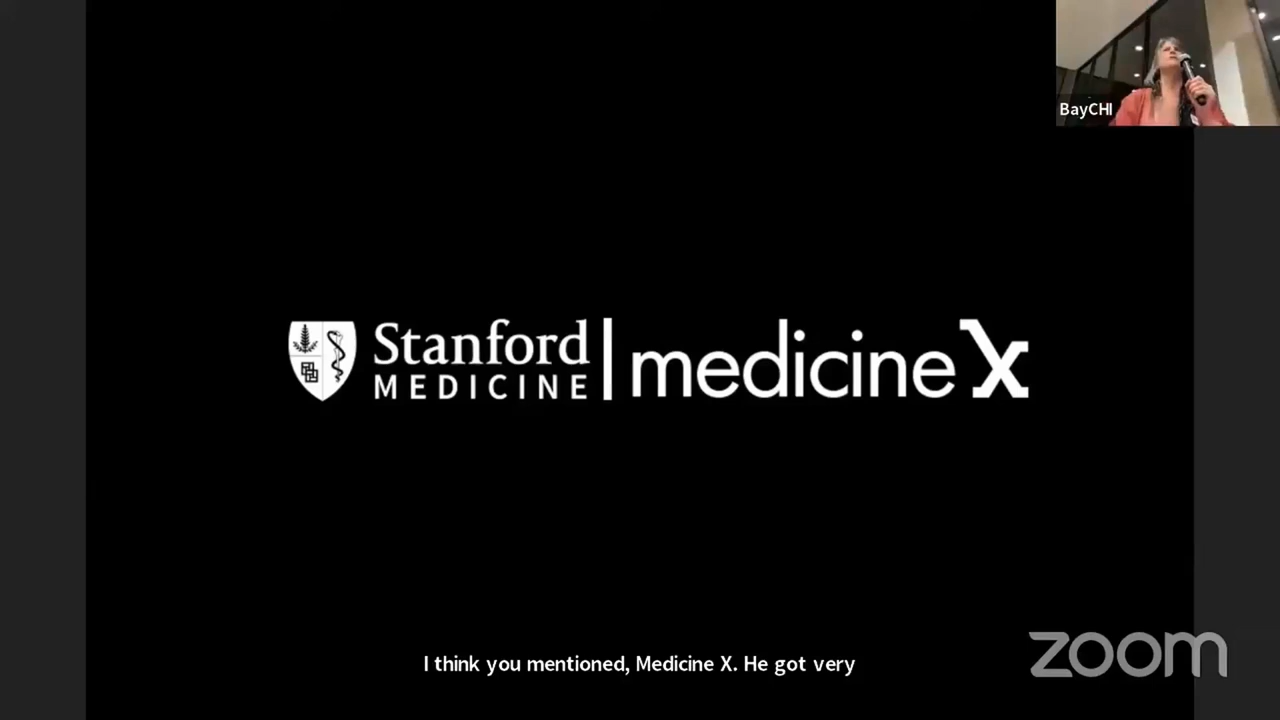 BayCHI
Stanford
MEDICINE
medicine X
I think you mentioned, Medicine X. He got very
zoom